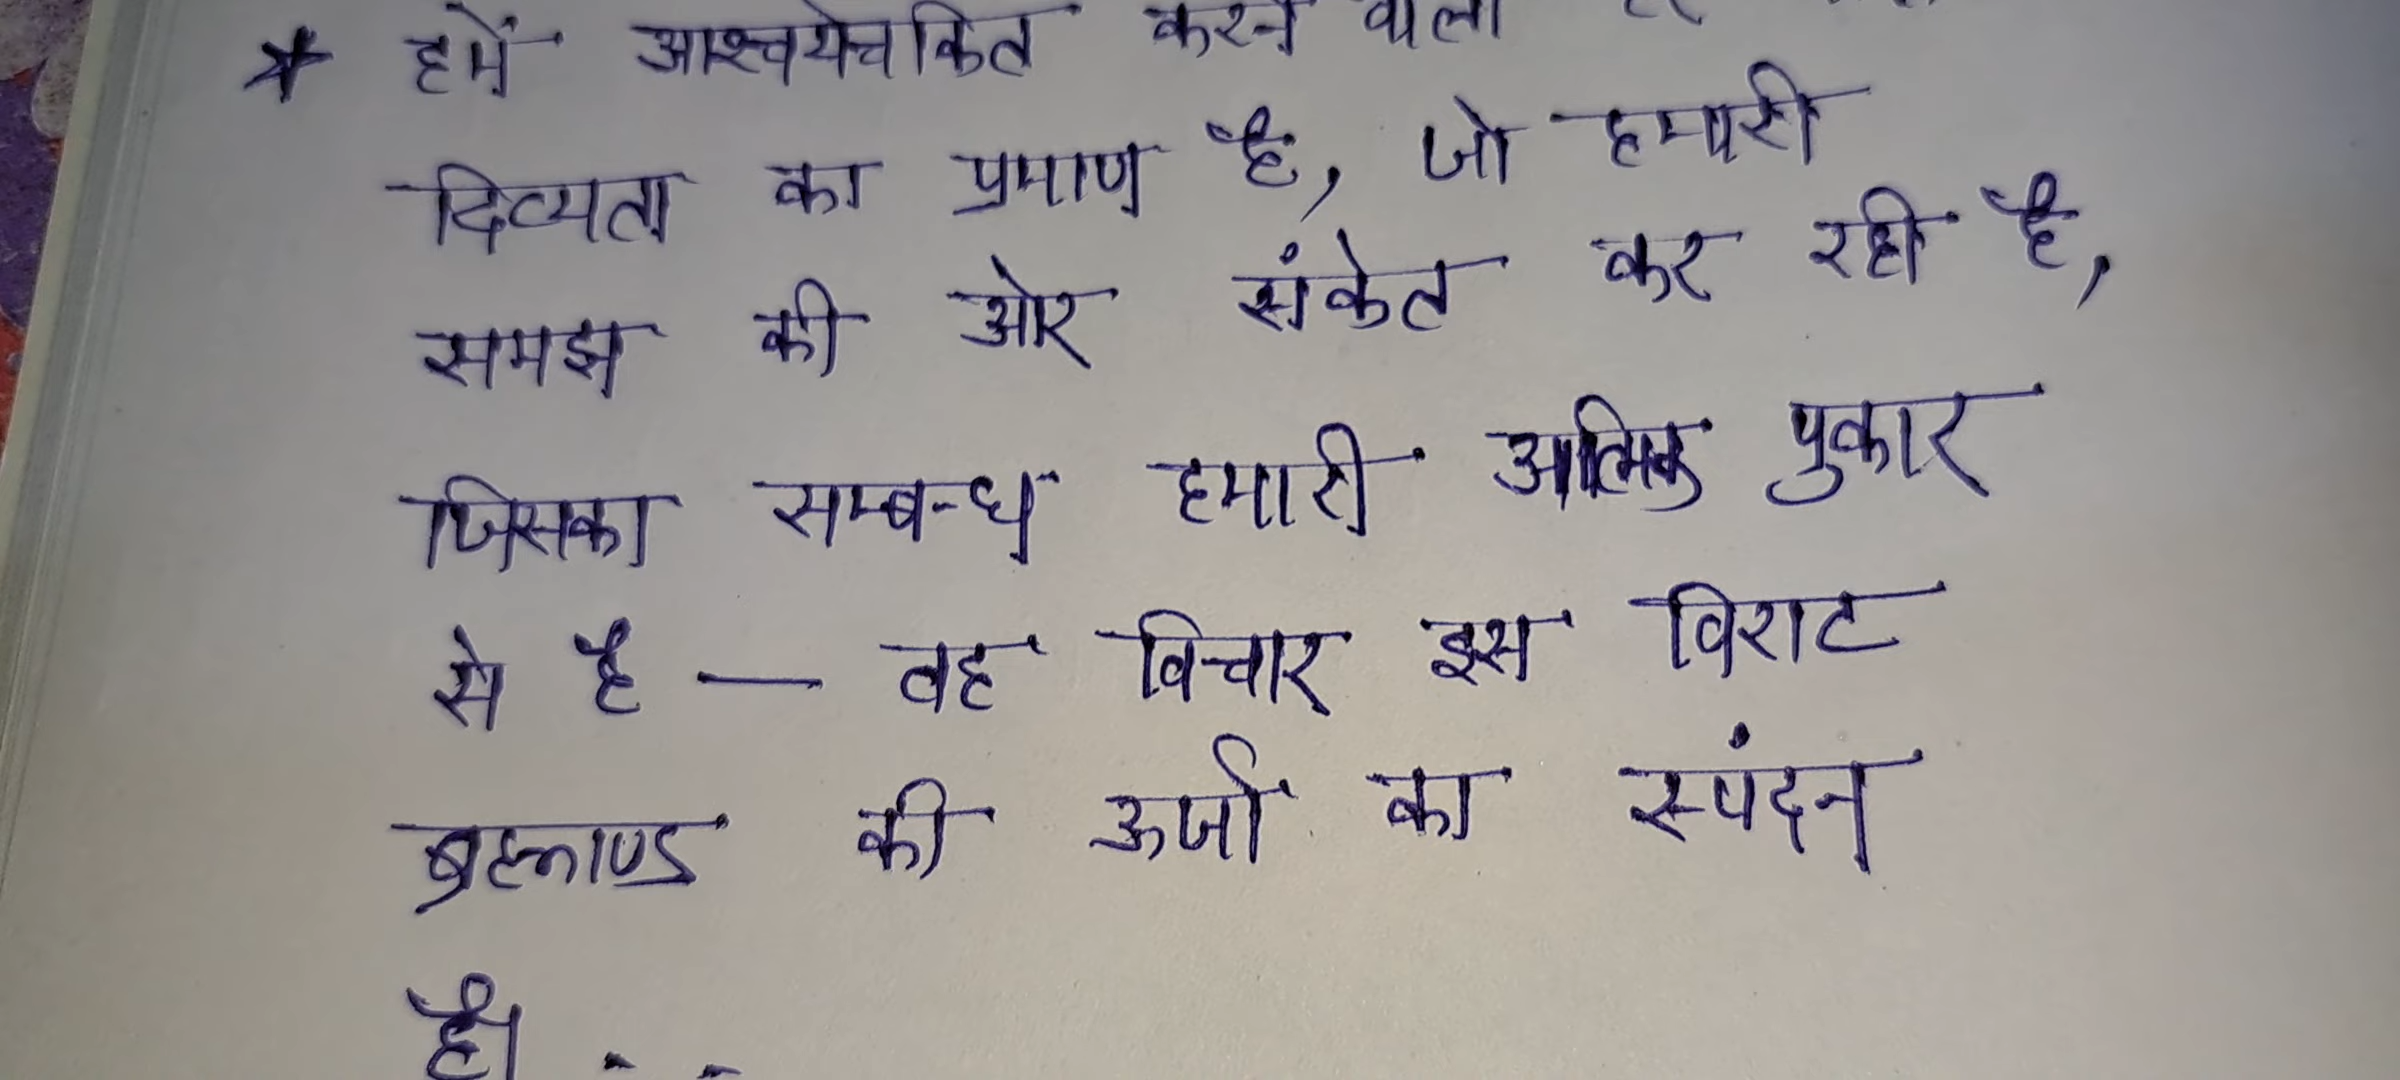 * हमें आश्चर्यचकित करने वाला
दिव्यता का प्रमाण है, जो हमारी
समझ की ओर संकेत कर रही है,
जिसका सम्बन्ध हमारी आत्मिक पुकार
से है — वह विचार इस विराट
ब्रह्माण्ड की ऊर्जा का स्पंदन
है।